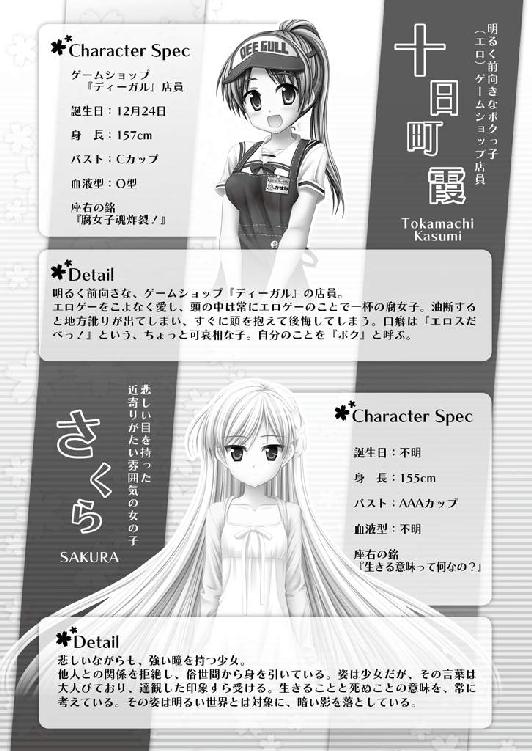 明るく前向きなボクっ子
（エロ）ゲームショップ店員
十日町 霞
Tokamachi
Kasumi
DEE GULL
Character Spec
ゲームショップ
『ディーガル』店員
誕生日：12月24日
身　長：157cm
バスト：Cカップ
血液型：O型
座右の銘
『腐女子魂炸裂！』
Detail
明るく前向きな、ゲームショップ『ディーガル』の店員。
エロゲーをこよなく愛し、頭の中は常にエロゲーのことで一杯の腐女子。油断する
と地方訛りが出てしまい、すぐに頭を抱えて後悔してしまう。口癖は『エロスだ
べっ！』という、ちょっと可哀相な子。自分のことを『ボク』と呼ぶ。
悲しい目を持った
近寄りがたい雰囲気の女の子
さくら
SAKURA
Character Spec
誕生日：不明
身　長：155cm
バスト：AAAカップ
血液型：不明
座右の銘
『生きる意味って何なの？』
Detail
悲しいながらも、強い瞳を持つ少女。
他人との関係を拒絶し、俗世間から身を引いている。姿は少女だが、その言葉は
大人びており、達観した印象すら受ける。生きることと死ぬことの意味を、常に
考えている。その姿は明るい世界とは対象に、暗い影を落としている。